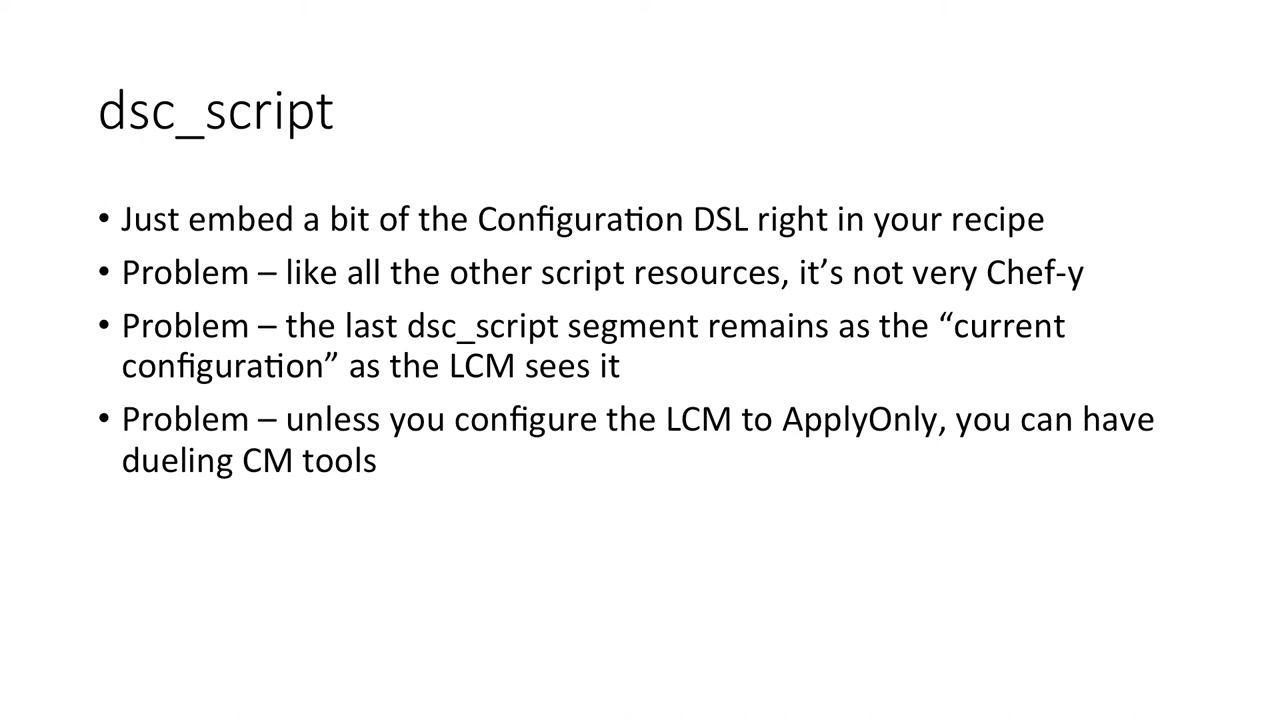 dsc_script
• Just embed a bit of the Configuration DSL right in your recipe
• Problem – like all the other script resources, it’s not very Chef-y
• Problem – the last dsc_script segment remains as the “current
configuration” as the LCM sees it
• Problem – unless you configure the LCM to ApplyOnly, you can have
dueling CM tools